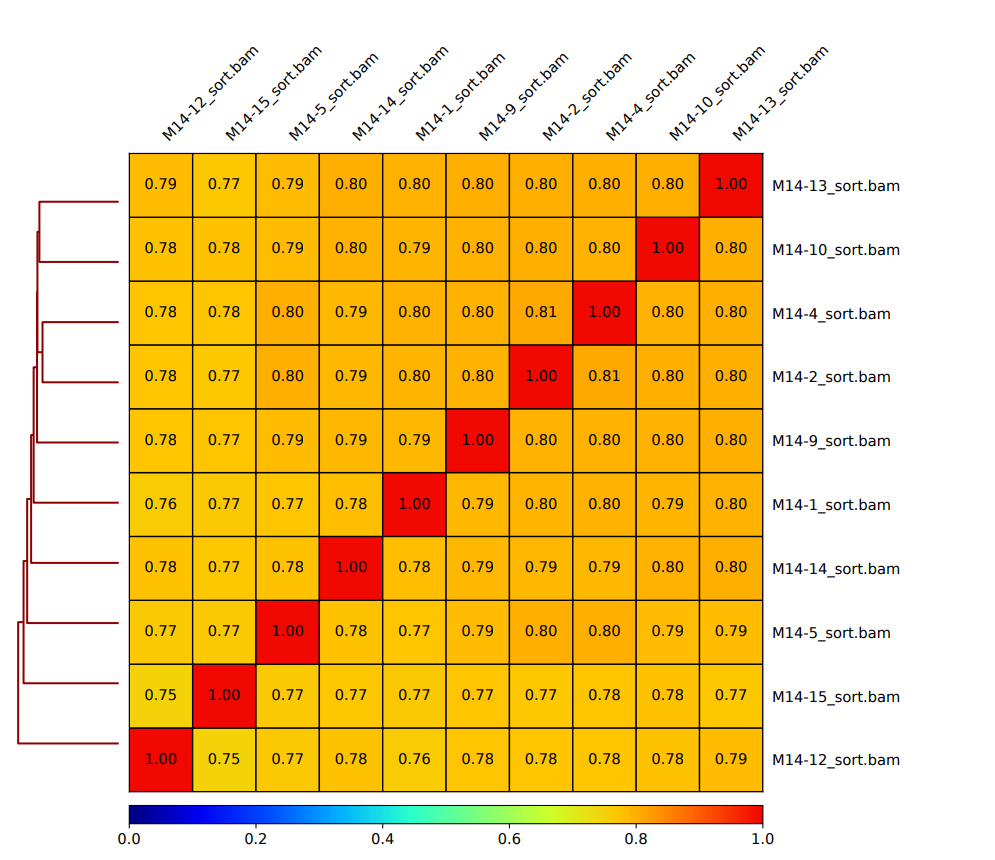 M14-12_sort.bam M14-15_sort.bam M14-5_sort.bam M14-14_sort.bam M14-1_sort.bam M14-9_sort.bam M14-2_sort.bam M14-4_sort.bam M14-10_sort.bam M14-13_sort.bam
0.79 0.77 0.79 0.80 0.80 0.80 0.80 0.80 0.80 1.00 M14-13_sort.bam
0.78 0.78 0.79 0.80 0.79 0.80 0.80 0.80 1.00 0.80 M14-10_sort.bam
0.78 0.78 0.80 0.79 0.80 0.80 0.81 1.00 0.80 0.80 M14-4_sort.bam
0.78 0.77 0.80 0.79 0.80 0.80 1.00 0.81 0.80 0.80 M14-2_sort.bam
0.78 0.77 0.79 0.79 0.79 1.00 0.80 0.80 0.80 0.80 M14-9_sort.bam
0.76 0.77 0.77 0.78 1.00 0.79 0.80 0.80 0.79 0.80 M14-1_sort.bam
0.78 0.77 0.78 1.00 0.78 0.79 0.79 0.79 0.80 0.80 M14-14_sort.bam
0.77 0.77 1.00 0.78 0.77 0.79 0.80 0.80 0.79 0.79 M14-5_sort.bam
0.75 1.00 0.77 0.77 0.77 0.77 0.77 0.78 0.78 0.77 M14-15_sort.bam
1.00 0.75 0.77 0.78 0.76 0.78 0.78 0.78 0.78 0.79 M14-12_sort.bam
0.0 0.2 0.4 0.6 0.8 1.0